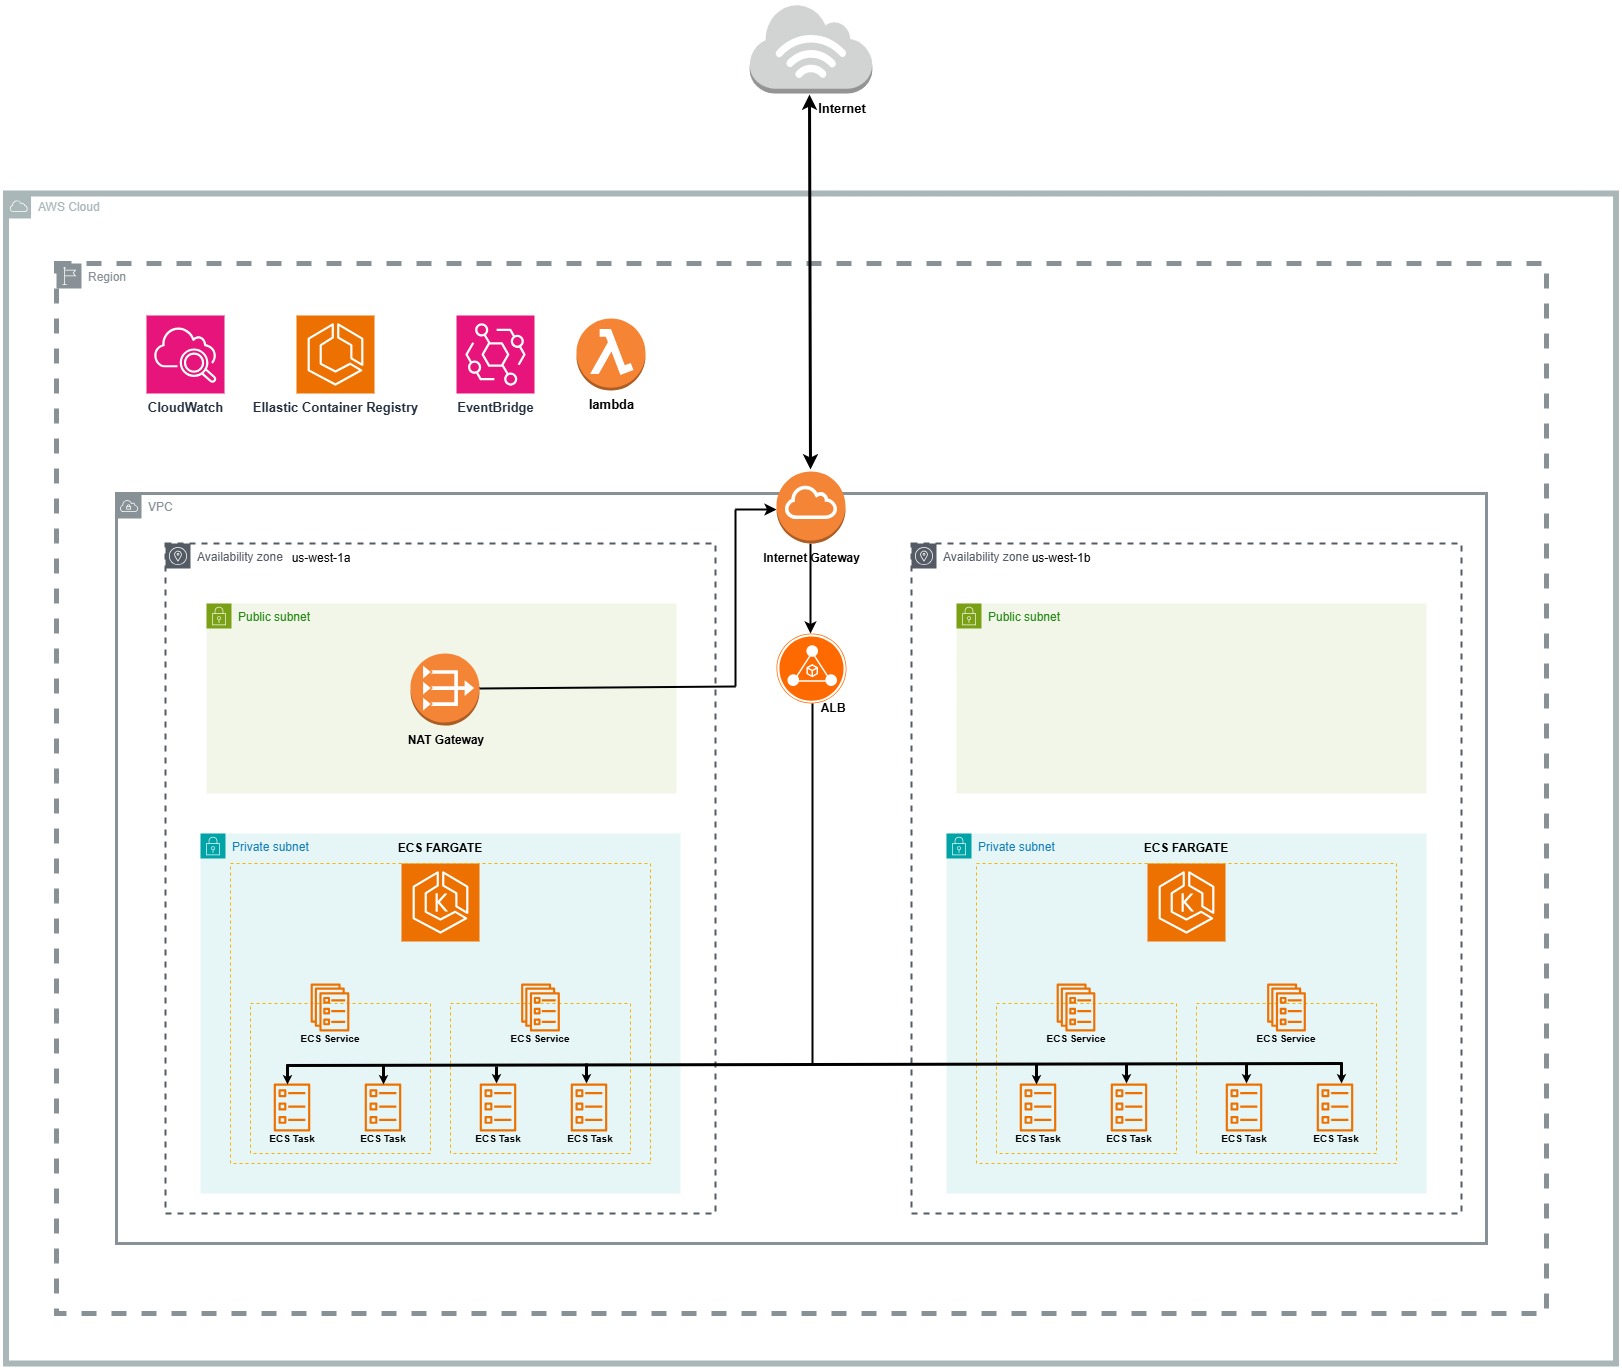 Internet
AWS Cloud
Region
CloudWatch
Ellastic Container Registry
EventBridge
lambda
VPC
Internet Gateway
Availability zone us-west-1a
Availability zone us-west-1b
Public subnet
Public subnet
NAT Gateway
ALB
Private subnet
ECS FARGATE
Private subnet
ECS FARGATE
K
K
ECS Service
ECS Service
ECS Service
ECS Service
ECS Task
ECS Task
ECS Task
ECS Task
ECS Task
ECS Task
ECS Task
ECS Task